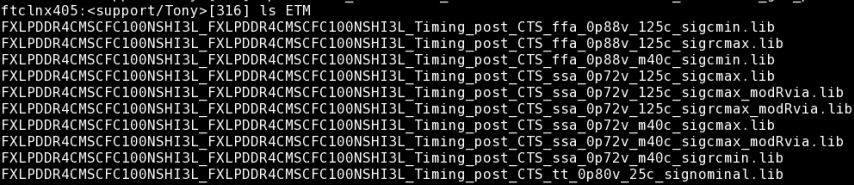 ftclnx405:<support/Tony>[316] ls ETM
FXLPDDR4CMSCFC100NSHI3L_FXLPDDR4CMSCFC100NSHI3L_Timing_post_CTS_ffa_0p88v_125c_sigcmin.lib
FXLPDDR4CMSCFC100NSHI3L_FXLPDDR4CMSCFC100NSHI3L_Timing_post_CTS_ffa_0p88v_125c_sigrcmax.lib
FXLPDDR4CMSCFC100NSHI3L_FXLPDDR4CMSCFC100NSHI3L_Timing_post_CTS_ffa_0p88v_m40c_sigcmin.lib
FXLPDDR4CMSCFC100NSHI3L_FXLPDDR4CMSCFC100NSHI3L_Timing_post_CTS_ssa_0p72v_125c_sigcmax.lib
FXLPDDR4CMSCFC100NSHI3L_FXLPDDR4CMSCFC100NSHI3L_Timing_post_CTS_ssa_0p72v_125c_sigcmax_modRvia.lib
FXLPDDR4CMSCFC100NSHI3L_FXLPDDR4CMSCFC100NSHI3L_Timing_post_CTS_ssa_0p72v_125c_sigrcmax_modRvia.lib
FXLPDDR4CMSCFC100NSHI3L_FXLPDDR4CMSCFC100NSHI3L_Timing_post_CTS_ssa_0p72v_m40c_sigcmax.lib
FXLPDDR4CMSCFC100NSHI3L_FXLPDDR4CMSCFC100NSHI3L_Timing_post_CTS_ssa_0p72v_m40c_sigcmax_modRvia.lib
FXLPDDR4CMSCFC100NSHI3L_FXLPDDR4CMSCFC100NSHI3L_Timing_post_CTS_ssa_0p72v_m40c_sigrcmin.lib
FXLPDDR4CMSCFC100NSHI3L_FXLPDDR4CMSCFC100NSHI3L_Timing_post_CTS_tt_0p80v_25c_signominal.lib